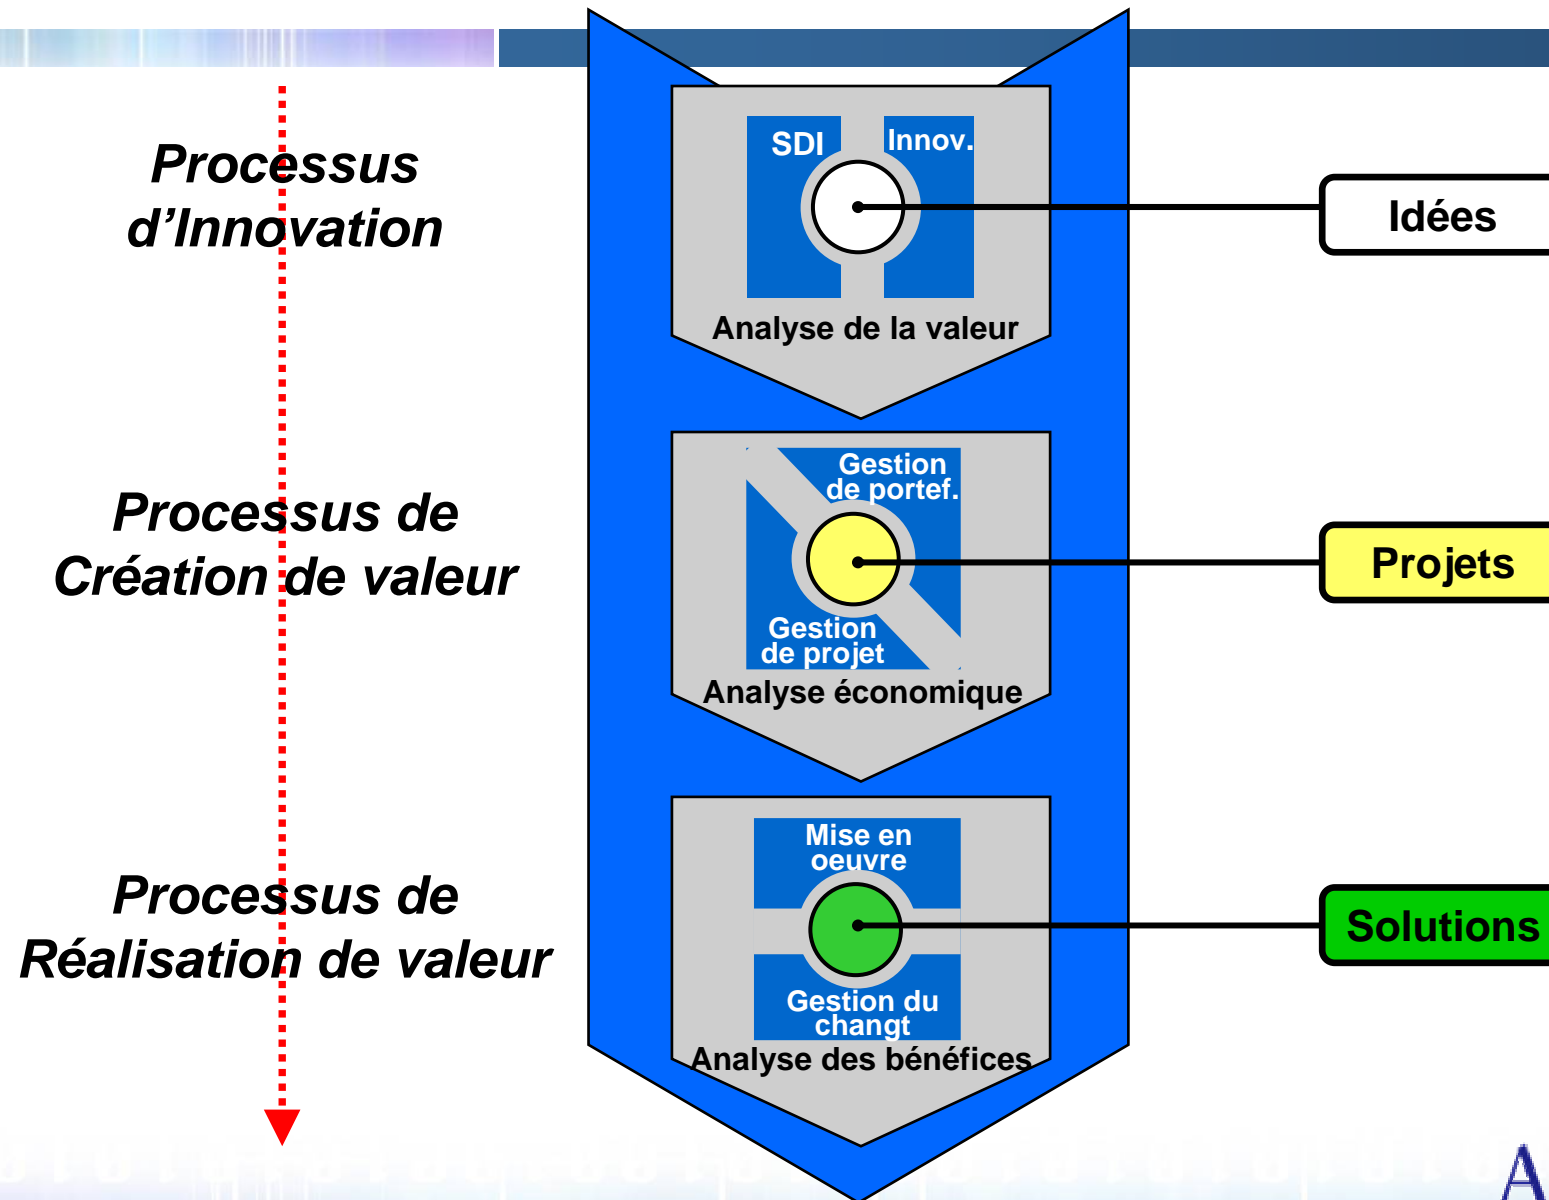 Processus
d’Innovation
SDI
Innov.
Analyse de la valeur
Idées
Processus de
Création de valeur
Gestion
de portef.
Gestion
de projet
Analyse économique
Projets
Processus de
Réalisation de valeur
Mise en
oeuvre
Gestion du
changt
Analyse des bénéfices
Solutions
A